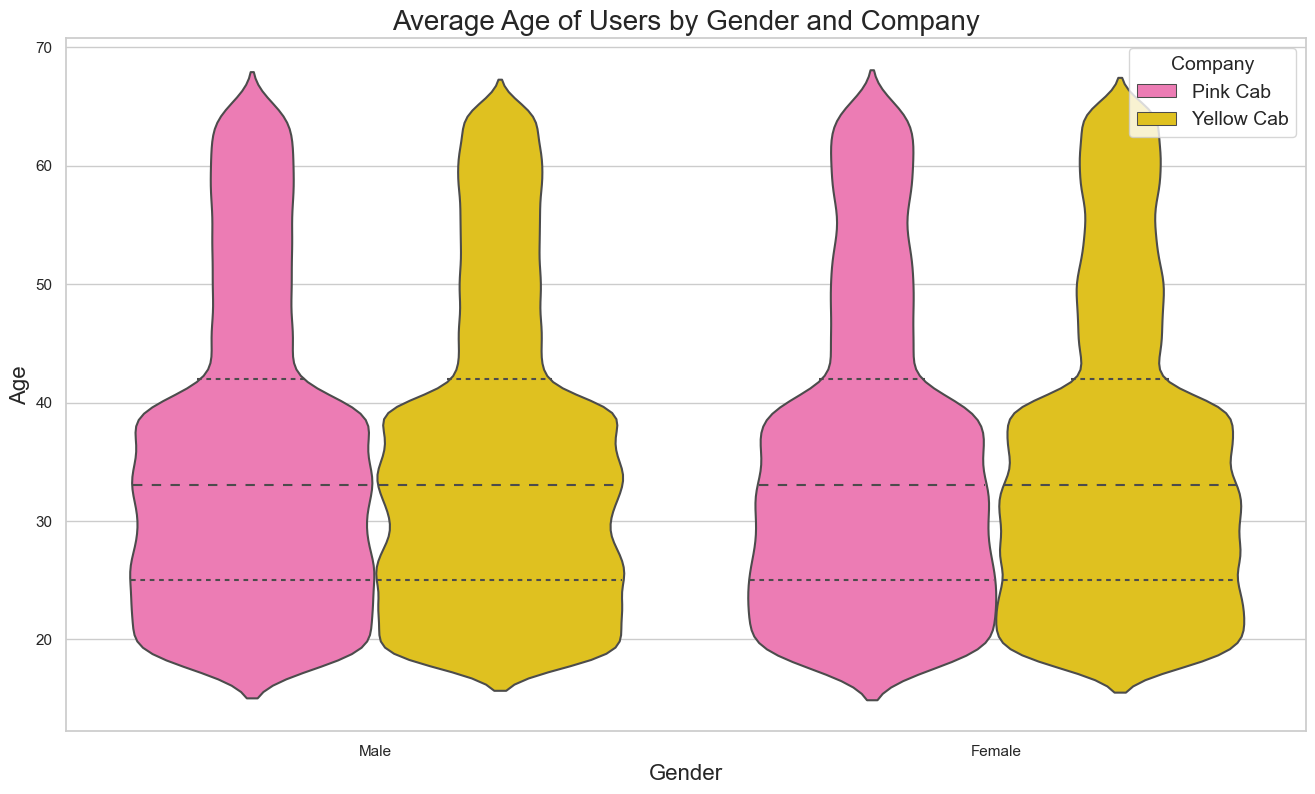 Average Age of Users by Gender and Company
Company
Pink Cab
Yellow Cab
Age
70
60
50
40
30
20
Male
Female
Gender